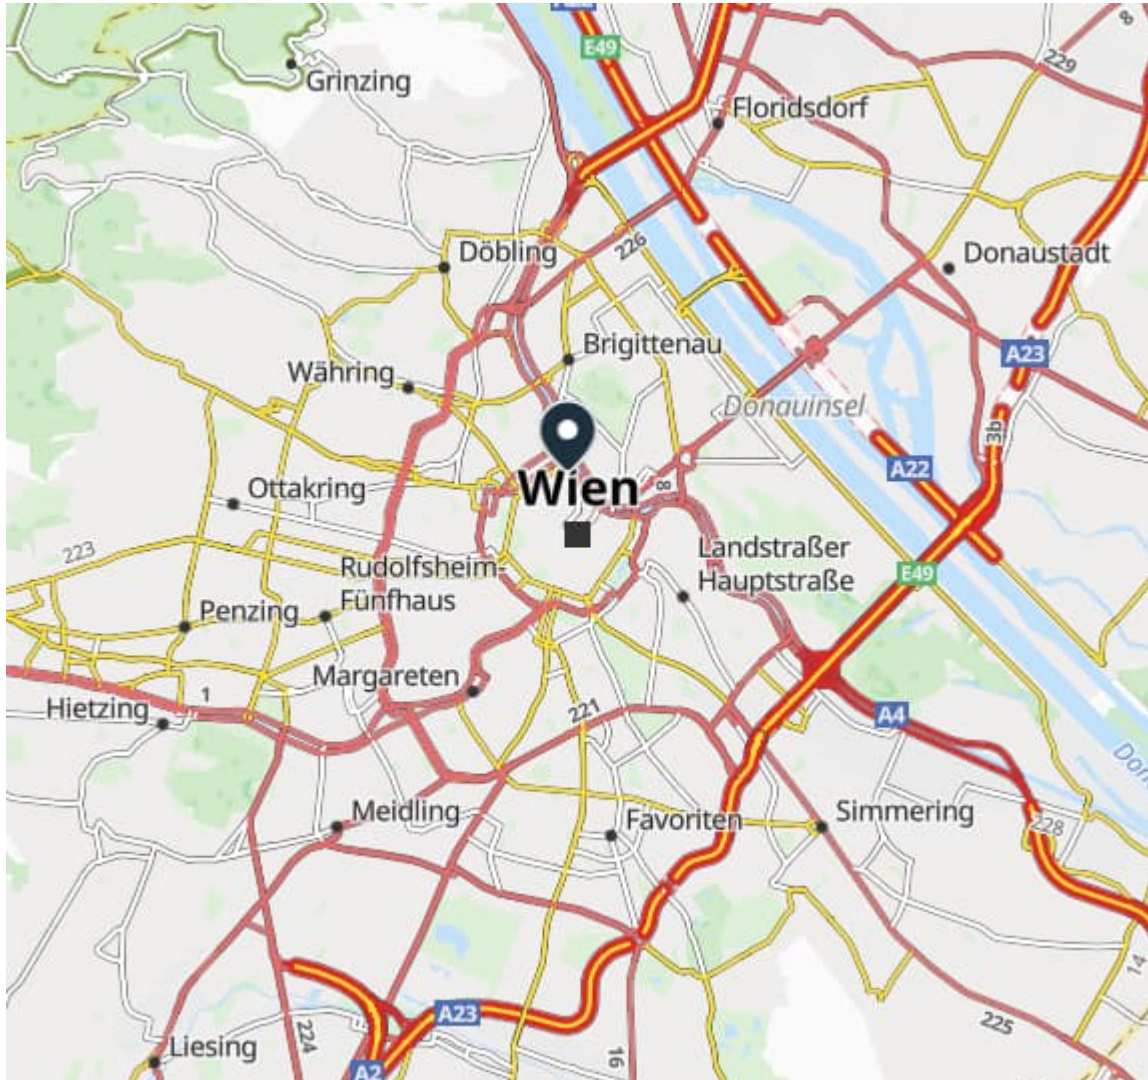 E49
229
8
Grinzing
Floridsdorf
Döbling
226
Donaustadt
Brigittenau
Währing
A23
Donauinsel
3b
Wien
8
A22
Ottakring
223
Landstraßer
Hauptstraße
Rudolfsheim-
Fünfhaus
E49
Penzing
Margareten
1
Hietzing
221
A4
Meidling
Favoriten
Simmering
228
14
A23
225
224
16
Liesing
A2